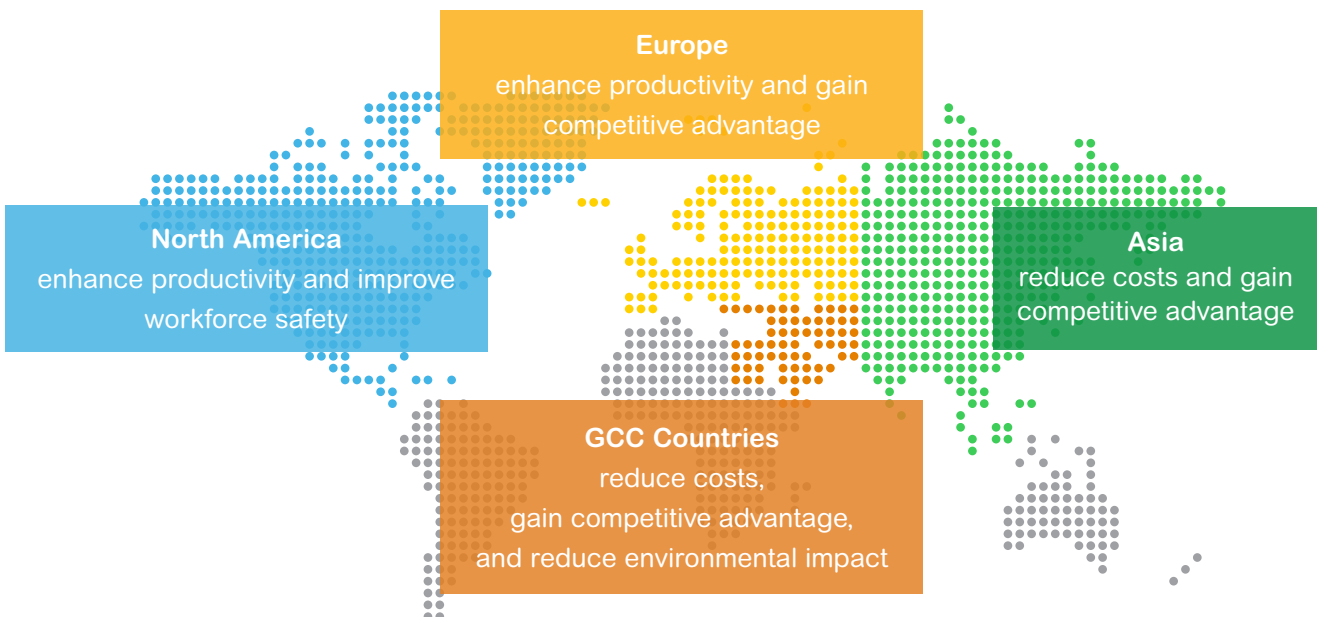 Europe
enhance productivity and gain
competitive advantage
North America
enhance productivity and improve
workforce safety
Asia
reduce costs and gain
competitive advantage
GCC Countries
reduce costs,
gain competitive advantage,
and reduce environmental impact